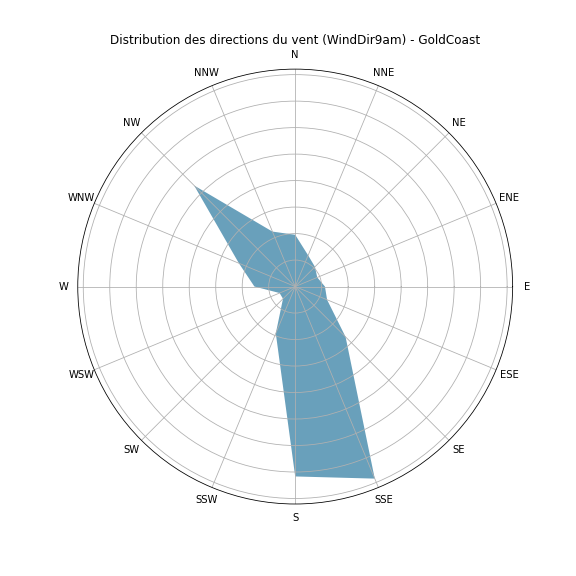 Distribution des directions du vent (WindDir9am) - GoldCoast
N
NNW
NNE
NW
NE
WNW
ENE
W
E
WSW
ESE
SW
SE
SSW
SSE
S